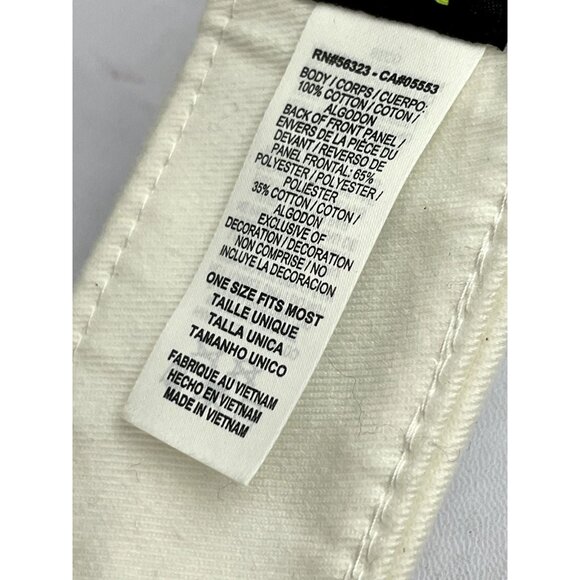 RN#56323 - CA#05553
BODY / CORPS / CUERPO:
100% COTTON / COTON /
ALGODON
BACK OF FRONT PANEL /
ENVERS DE LA PIÈCE DU
DEVANT / REVERSO DE
PANEL FRONTAL: 65%
POLYESTER / POLYESTER /
POLIESTER
35% COTTON / COTON /
ALGODON
EXCLUSIVE OF
DECORATION / DECORATION
NON COMPRISE / NO
INCLUYE LA DECORACION
ONE SIZE FITS MOST
TAILLE UNIQUE
TALLA UNICA
TAMANHO UNICO
FABRIQUE AU VIETNAM
HECHO EN VIETNAM
MADE IN VIETNAM